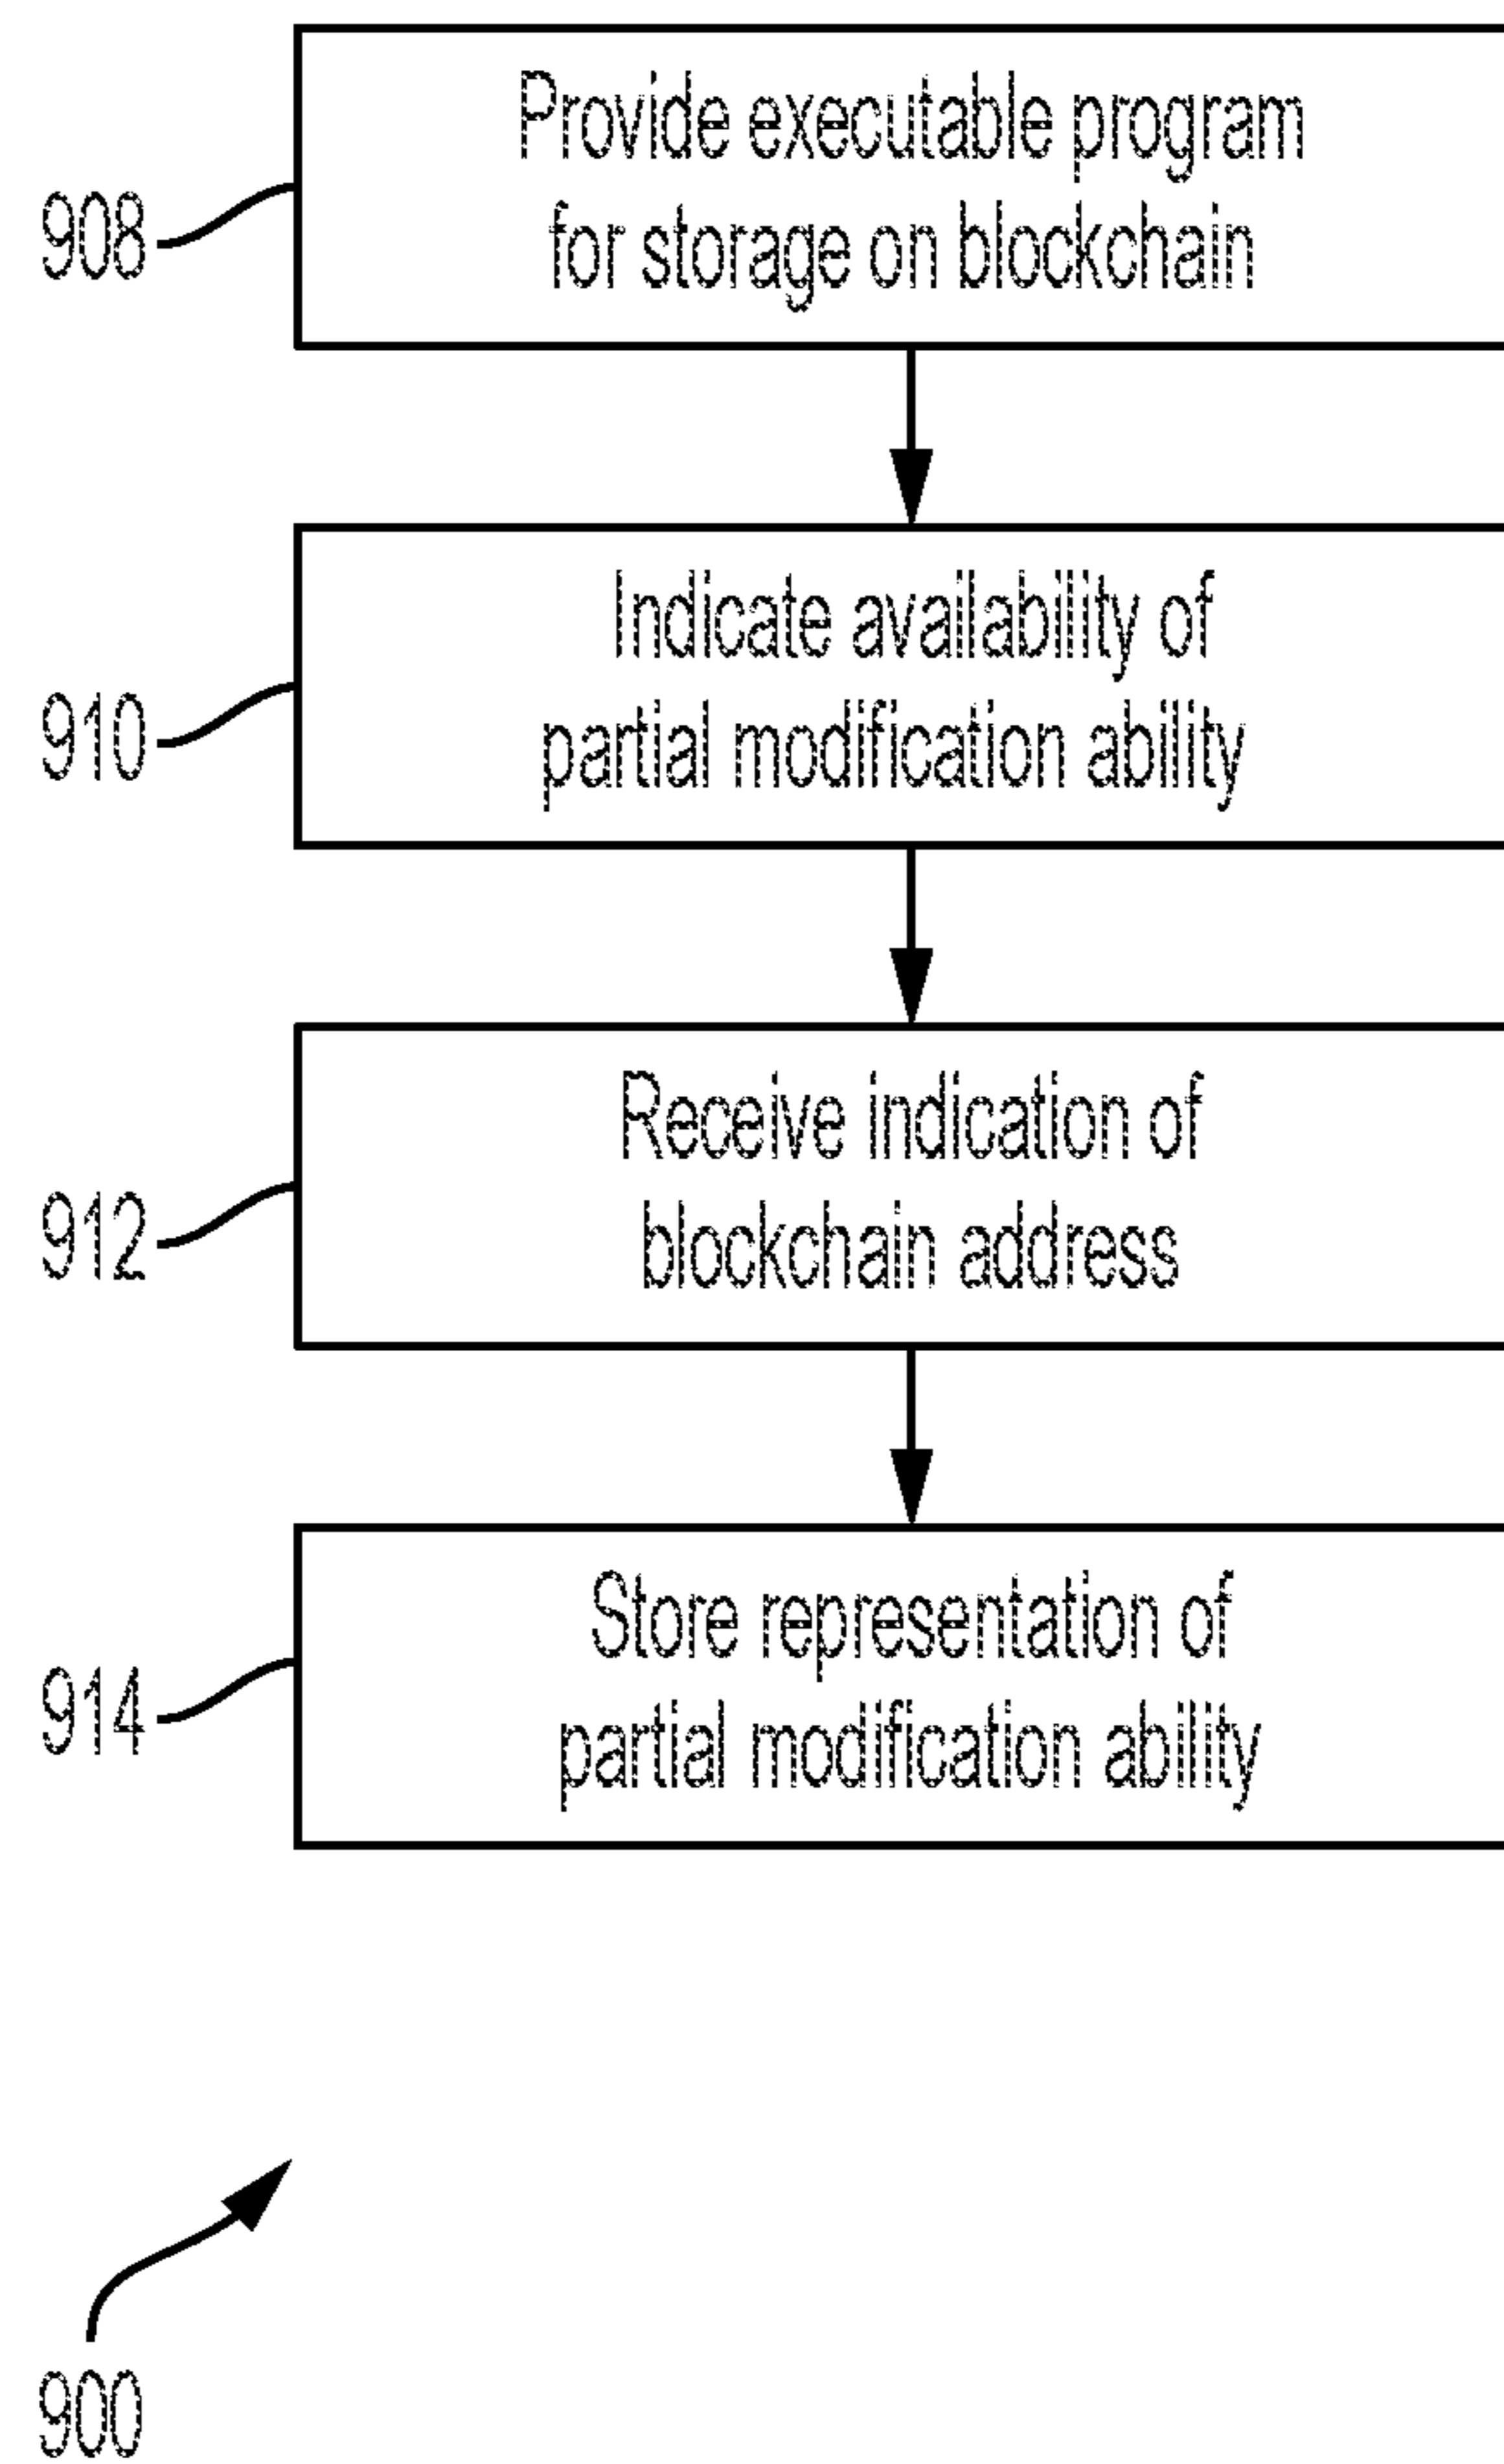 Provide executable program
for storage on blockchain
908
Indicate availability of
partial modification ability
910
Receive indication of
blockchain address
912
Store representation of
partial modification ability
914
900